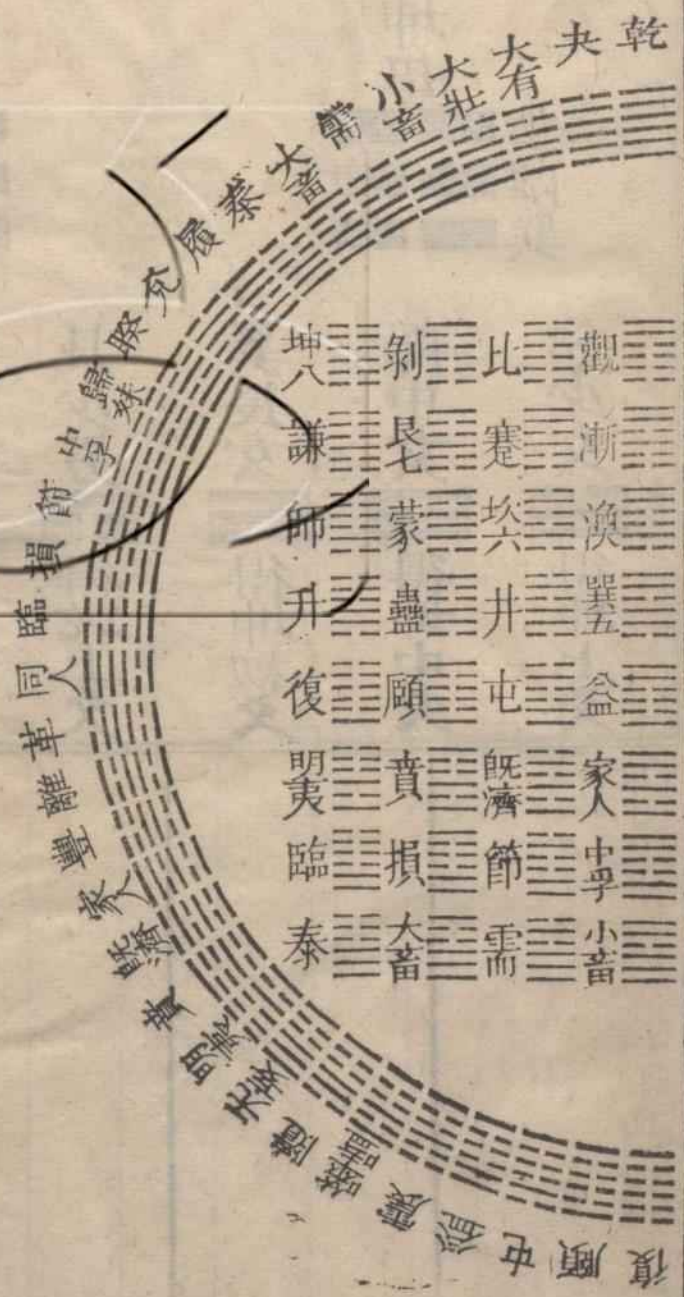 乾 夬 大有 大壯 小畜 需 大畜 泰 履 兌 睽 歸妹 中孚 節 損 臨 同人 革 離 豐 家人 既濟 賁 明夷 无妄 隨 噬嗑 震 益 屯 頤 復
觀 漸 渙 巽五 益 家人 中孚 小畜
比 蹇 坎六 井 屯 既濟 節 需
剝 艮七 蒙 蠱 頤 賁 損 大畜
坤八 謙 師 升 復 明夷 臨 泰